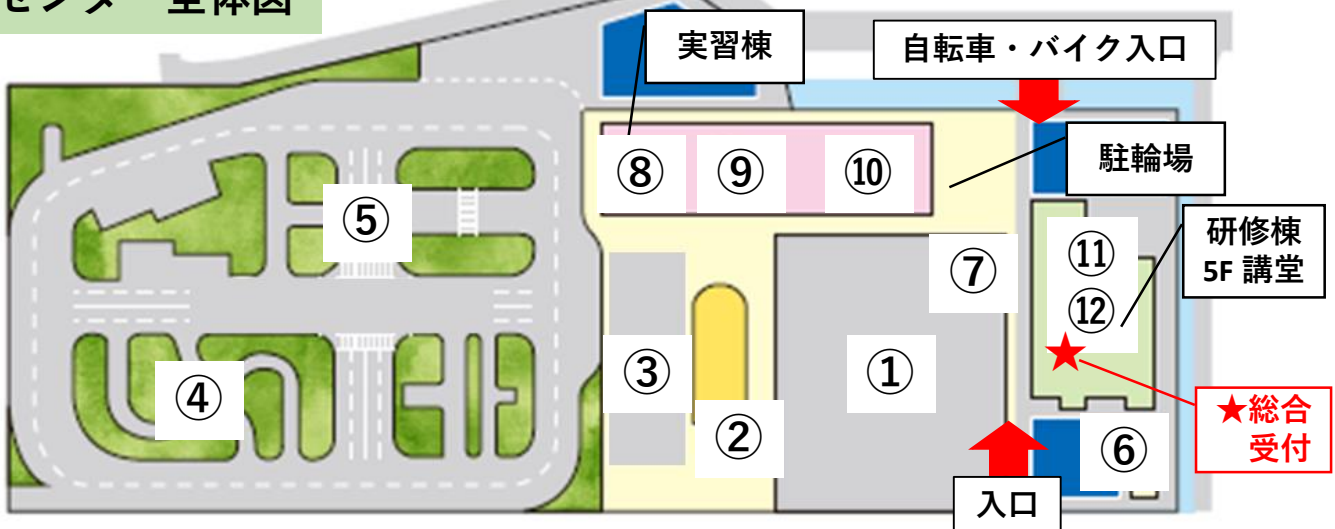 センター 全体図
実習棟
自転車・バイク入口
駐輪場
研修棟
5F 講堂
⑧
⑨
⑩
⑤
⑪
⑦
⑫
③
①
④
②
⑥
★総合
受付
入口